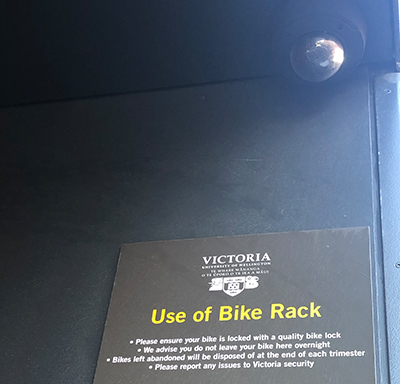 VICTORIA
UNIVERSITY OF WELLINGTON
TE WHARE WĀNANGA
O TE ŪPOKO O TE IKA A MĀUI
Use of Bike Rack
• Please ensure your bike is locked with a quality bike lock
• We advise you do not leave your bike here overnight
• Bikes left abandoned will be disposed of at the end of each trimester
• Please report any issues to Victoria security